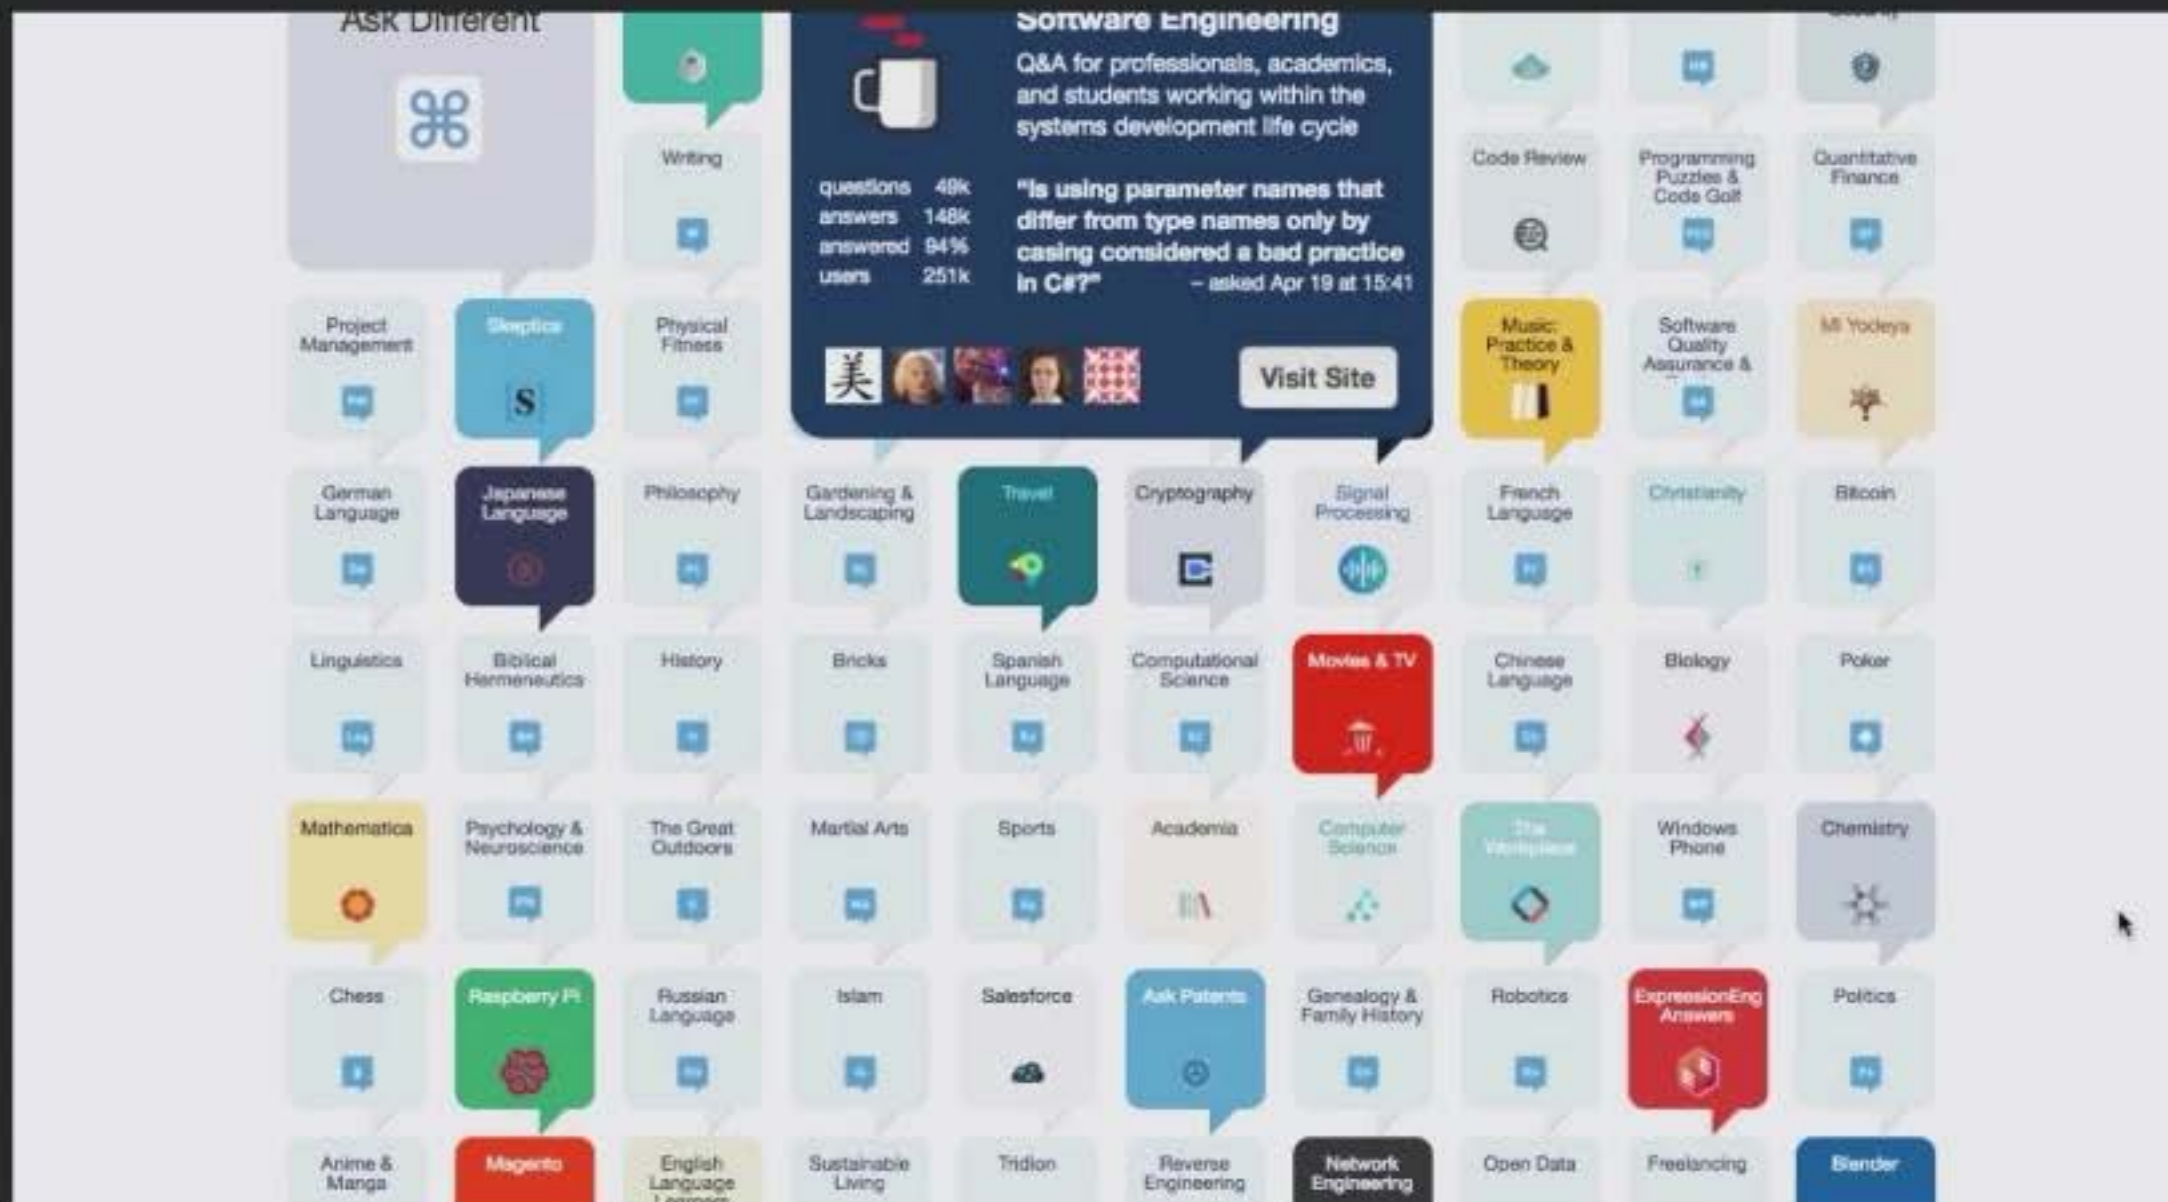 Ask Different
Software Engineering
Q&A for professionals, academics,
and students working within the
systems development life cycle
questions 49k
answers 148k
answered 94%
users 251k
"Is using parameter names that
differ from type names only by
casing considered a bad practice
in C#?"
– asked Apr 19 at 15:41
Visit Site
美
Writing
Code Review
Programming
Puzzles &
Code Golf
Quantitative
Finance
Project
Management
Skeptics
S
Physical
Fitness
Music:
Practice &
Theory
Software
Quality
Assurance &
Mi Yodeya
German
Language
Japanese
Language
Philosophy
Gardening &
Landscaping
Travel
Cryptography
Signal
Processing
French
Language
Christianity
Bitcoin
Linguistics
Biblical
Hermeneutics
History
Bricks
Spanish
Language
Computational
Science
Movies & TV
Chinese
Language
Biology
Poker
Mathematica
Psychology &
Neuroscience
The Great
Outdoors
Martial Arts
Sports
Academia
Computer
Science
The
Workplace
Windows
Phone
Chemistry
Chess
Raspberry Pi
Russian
Language
Islam
Salesforce
Ask Patents
Genealogy &
Family History
Robotics
ExpressionEng
Answers
Politics
Anime &
Manga
Magento
English
Language
Learners
Sustainable
Living
Tridion
Reverse
Engineering
Network
Engineering
Open Data
Freelancing
Blender